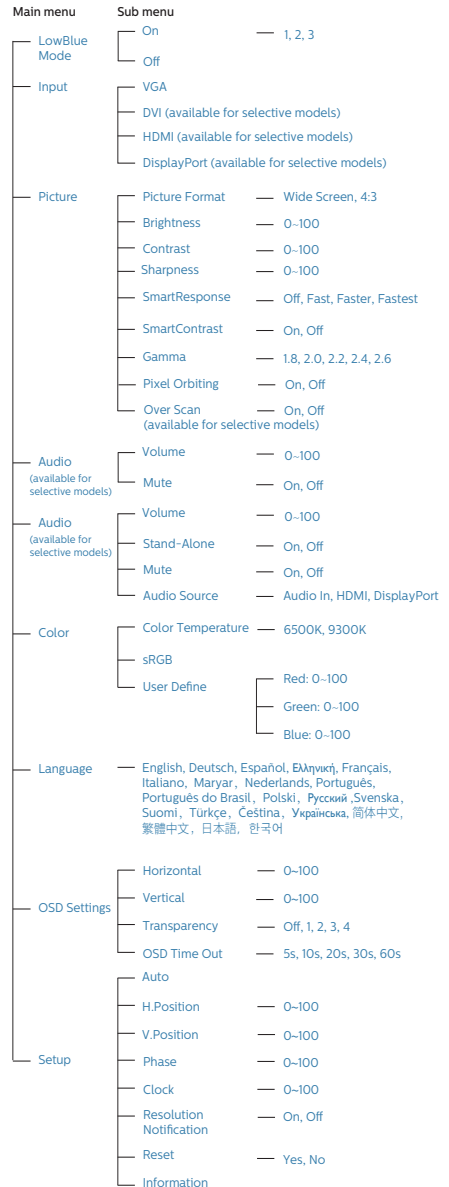 Main menu Sub menu
LowBlue Mode
On 1, 2, 3
Off
Input
VGA
DVI (available for selective models)
HDMI (available for selective models)
DisplayPort (available for selective models)
Picture
Picture Format Wide Screen, 4:3
Brightness 0~100
Contrast 0~100
Sharpness 0~100
SmartResponse Off, Fast, Faster, Fastest
SmartContrast On, Off
Gamma 1.8, 2.0, 2.2, 2.4, 2.6
Pixel Orbiting On, Off
Over Scan On, Off
(available for selective models)
Audio
(available for
selective models)
Volume 0~100
Mute On, Off
Audio
(available for
selective models)
Volume 0~100
Stand-Alone On, Off
Mute On, Off
Audio Source Audio In, HDMI, DisplayPort
Color
Color Temperature 6500K, 9300K
sRGB
User Define
Red: 0~100
Green: 0~100
Blue: 0~100
Language
English, Deutsch, Español, Ελληνική, Français,
Italiano, Maryar, Nederlands, Português,
Português do Brasil, Polski, Русский ,Svenska,
Suomi, Türkçe, Čeština, Українська, 简体中文,
繁體中文, 日本語, 한국어
OSD Settings
Horizontal 0~100
Vertical 0~100
Transparency Off, 1, 2, 3, 4
OSD Time Out 5s, 10s, 20s, 30s, 60s
Setup
Auto
H.Position 0~100
V.Position 0~100
Phase 0~100
Clock 0~100
Resolution On, Off
Notification
Reset Yes, No
Information